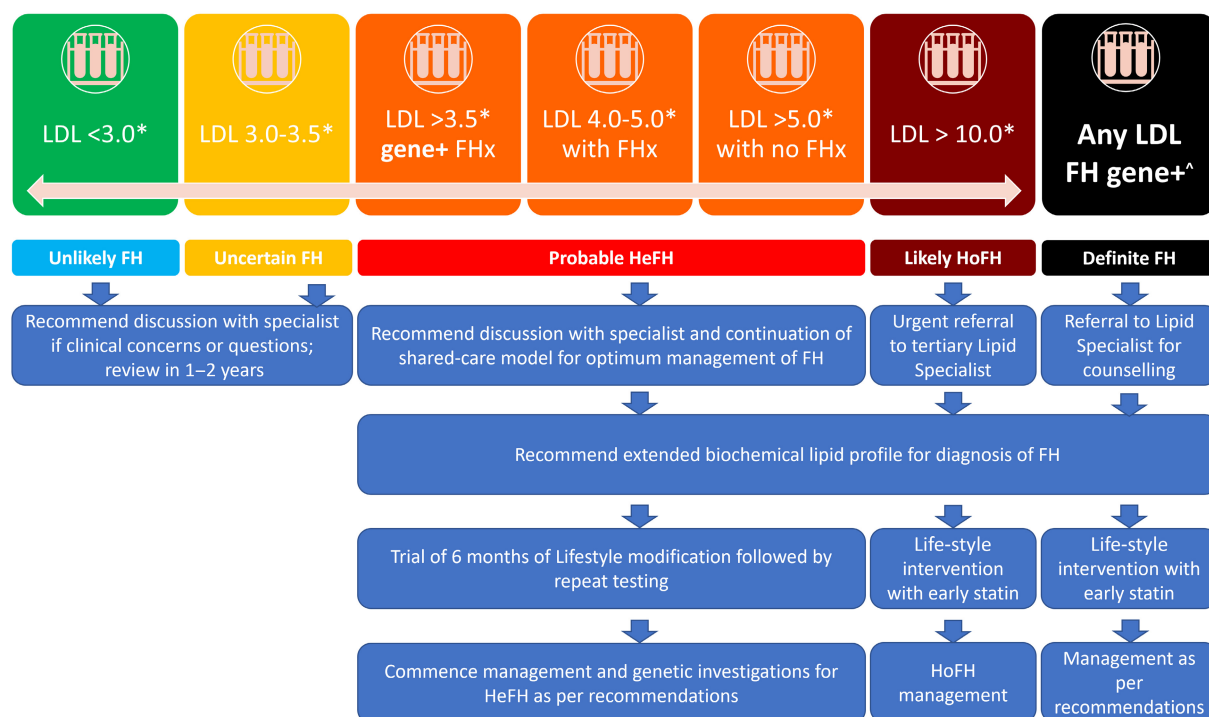 LDL <3.0*
LDL 3.0-3.5*
LDL >3.5*
gene+ FHx
LDL 4.0-5.0*
with FHx
LDL >5.0*
with no FHx
LDL > 10.0*
Any LDL
FH gene+^
Unlikely FH
Uncertain FH
Probable HeFH
Likely HoFH
Definite FH
Recommend discussion with specialist
if clinical concerns or questions;
review in 1–2 years
Recommend discussion with specialist and continuation of
shared-care model for optimum management of FH
Urgent referral
to tertiary Lipid
Specialist
Referral to Lipid
Specialist for
counselling
Recommend extended biochemical lipid profile for diagnosis of FH
Trial of 6 months of Lifestyle modification followed by
repeat testing
Life-style
intervention
with early statin
Life-style
intervention with
early statin
Commence management and genetic investigations for
HeFH as per recommendations
HoFH
management
Management as
per
recommendations